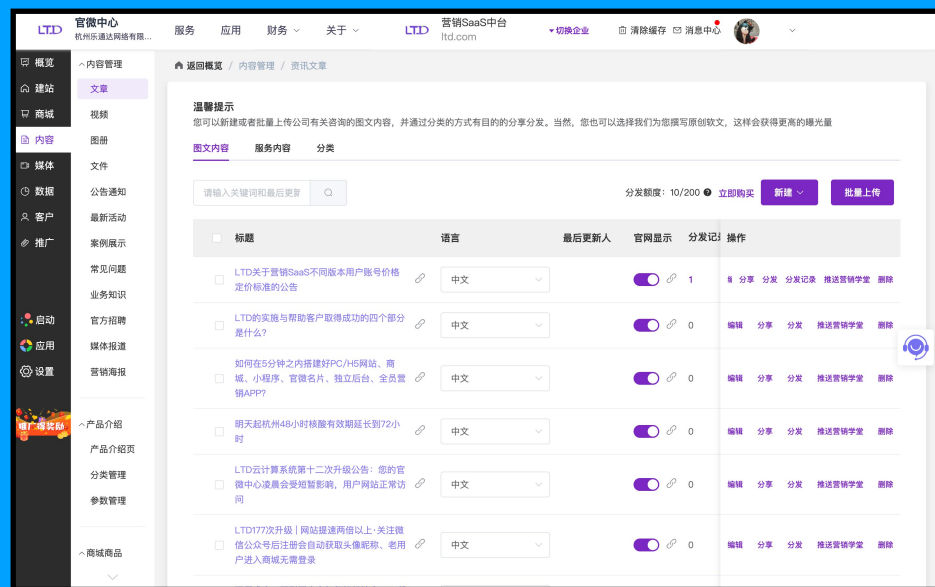 LTD 官微中心
杭州乐通达网络有限...
服务 应用 财务 关于
LTD 营销SaaS中台
ltd.com
切换企业
清除缓存 消息中心
概览
建站
商城
内容
媒体
数据
客户
推广
启动
应用
设置
推广得奖励
内容管理
文章
视频
图册
文件
公告通知
最新活动
案例展示
常见问题
业务知识
官方招聘
媒体报道
营销海报
产品介绍
产品介绍页
分类管理
参数管理
商城商品
返回概览 / 内容管理 / 资讯文章
温馨提示
您可以新建或者批量上传公司有关咨询的图文内容，并通过分类的方式有目的的分享分发。当然，您也可以选择我们为您撰写原创软文，这样会获得更高的曝光量
图文内容 服务内容 分类
请输入关键词和最后更新
分发额度：10/200 立即购买 新建 批量上传
标题 语言 最后更新人 官网显示 分发记录 操作
LTD关于营销SaaS不同版本用户账号价格
定价标准的公告
中文 1 分享 分发 分发记录 推送营销学堂 删除
LTD的实施与帮助客户取得成功的四个部分
是什么?
中文 0 编辑 分享 分发 推送营销学堂 删除
如何在5分钟之内搭建好PC/H5网站、商
城、小程序、官微名片、独立后台、全员营
销APP?
中文 0 编辑 分享 分发 推送营销学堂 删除
明天起杭州48小时核酸有效期延长到72小
时
中文 0 编辑 分享 分发 推送营销学堂 删除
LTD云计算系统第十二次升级公告：您的官
微中心凌晨会受短暂影响，用户网站正常访
问
中文 0 编辑 分享 分发 推送营销学堂 删除
LTD177次升级 | 网站提速两倍以上·关注微
信公众号后注册会自动获取头像昵称、老用
户进入商城无需登录
中文 0 编辑 分享 分发 推送营销学堂 删除